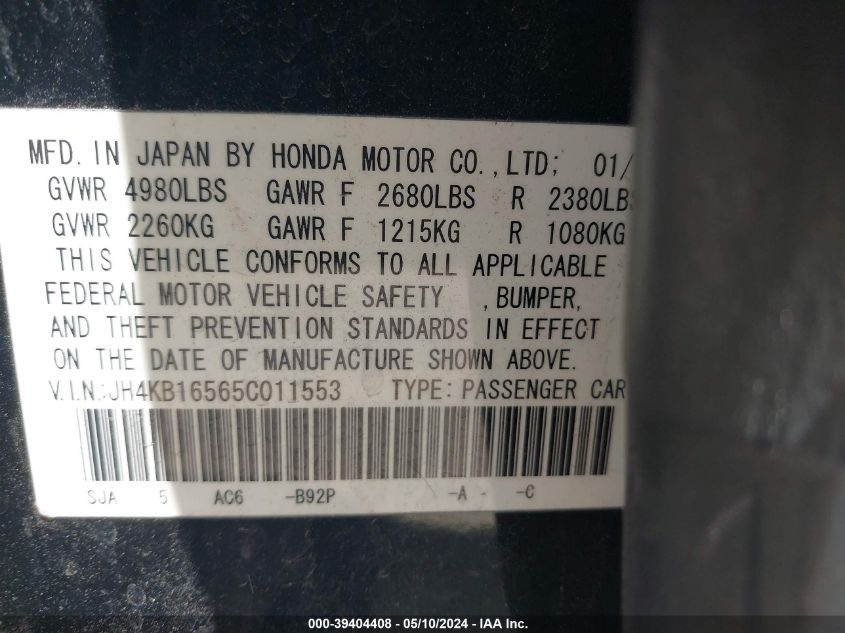 MFD. IN JAPAN BY HONDA MOTOR CO.,LTD; 01/
GVWR 4980LBS GAWR F 2680LBS R 2380LBS
GVWR 2260KG GAWR F 1215KG R 1080KG
THIS VEHICLE CONFORMS TO ALL APPLICABLE
FEDERAL MOTOR VEHICLE SAFETY , BUMPER,
AND THEFT PREVENTION STANDARDS IN EFFECT
ON THE DATE OF MANUFACTURE SHOWN ABOVE.
V.I.N.:JH4KB16565C011553 TYPE: PASSENGER CAR
SJA 5 AC6 -B92P -A - -C
000-39404408 - 05/10/2024 - IAA Inc.